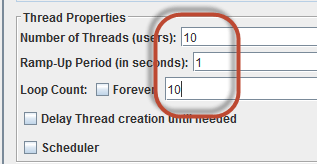 Thread Properties
Number of Threads (users): 10
Ramp-Up Period (in seconds): 1
Loop Count: Forever 10
Delay Thread creation until needed
Scheduler